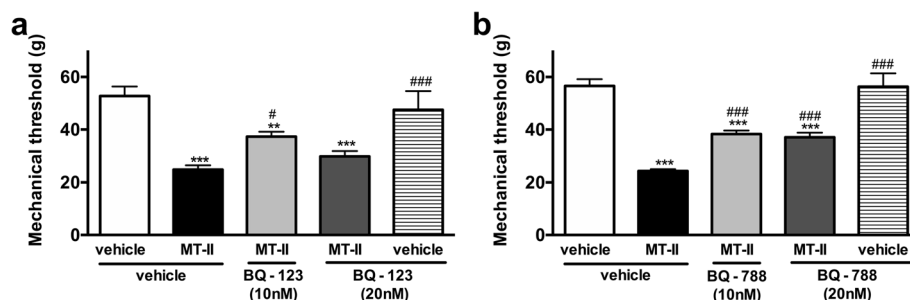 a
Mechanical threshold (g)
60
40
20
0
###
#
**
***
***
vehicle MT-II MT-II MT-II vehicle
vehicle BQ - 123 BQ - 123
(10nM) (20nM)
b
Mechanical threshold (g)
60
40
20
0
###
### ###
*** ***
***
vehicle MT-II MT-II MT-II vehicle
vehicle BQ - 788 BQ - 788
(10nM) (20nM)